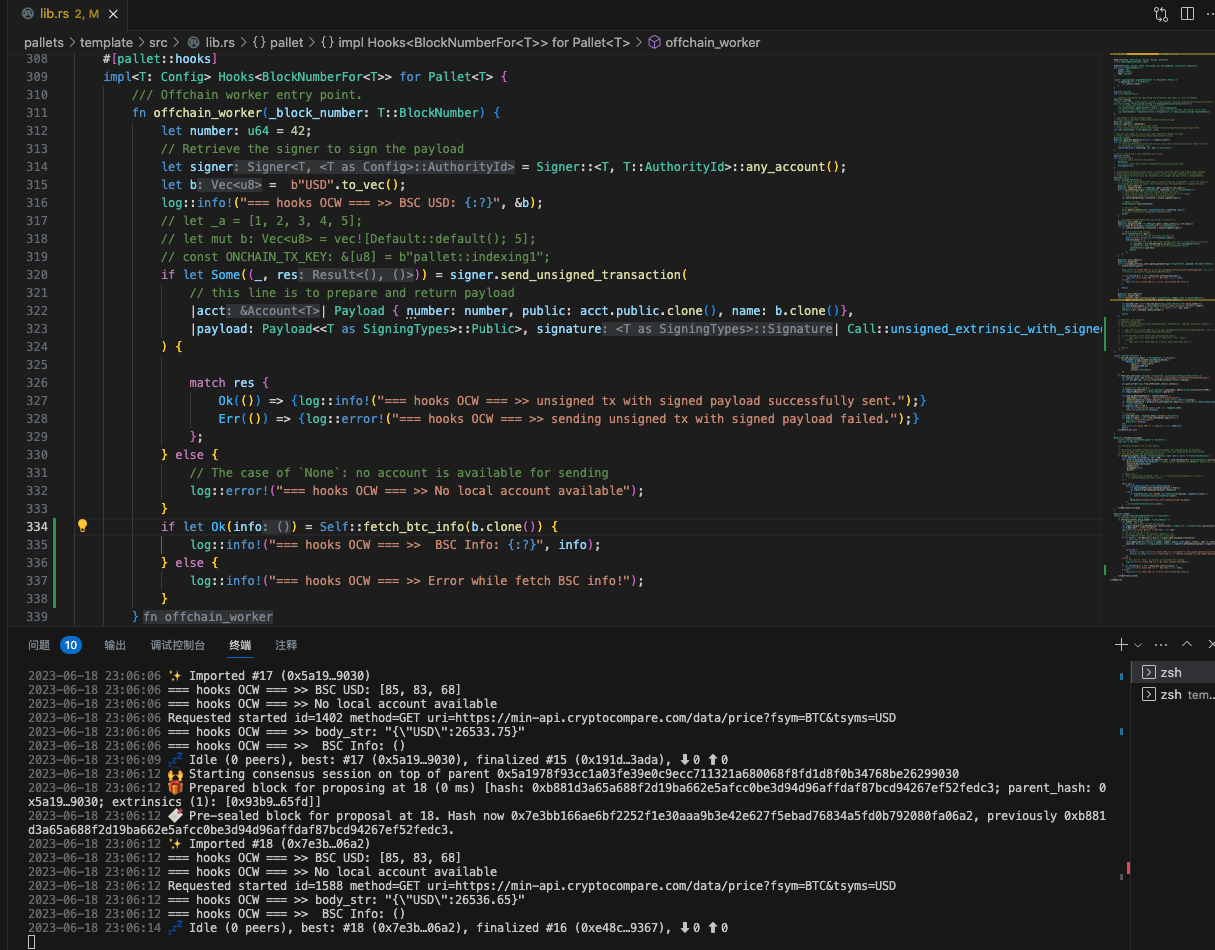 lib.rs 2, M
pallets > template > src > lib.rs > {} pallet > {} impl Hooks<BlockNumberFor<T>> for Pallet<T> > offchain_worker
308 #[pallet::hooks]
309 impl<T: Config> Hooks<BlockNumberFor<T>> for Pallet<T> {
310 /// Offchain worker entry point.
311 fn offchain_worker(_block_number: T::BlockNumber) {
312 let number: u64 = 42;
313 // Retrieve the signer to sign the payload
314 let signer: Signer<T, <T as Config>::AuthorityId> = Signer::<T, T::AuthorityId>::any_account();
315 let b: Vec<u8> =  b"USD".to_vec();
316 log::info!("=== hooks OCW === >> BSC USD: {:?}", &b);
317 // let _a = [1, 2, 3, 4, 5];
318 // let mut b: Vec<u8> = vec![Default::default(); 5];
319 // const ONCHAIN_TX_KEY: &[u8] = b"pallet::indexing1";
320 if let Some((_, res: Result<(), ()>)) = signer.send_unsigned_transaction(
321 // this line is to prepare and return payload
322 |acct: &Account<T>| Payload { number: number, public: acct.public.clone(), name: b.clone()},
323 |payload: Payload<<T as SigningTypes>::Public>, signature: <T as SigningTypes>::Signature| Call::unsigned_extrinsic_with_signe
324 ) {
325
326 match res {
327 Ok(()) => {log::info!("=== hooks OCW === >> unsigned tx with signed payload successfully sent.");}
328 Err(()) => {log::error!("=== hooks OCW === >> sending unsigned tx with signed payload failed.");}
329 };
330 } else {
331 // The case of `None`: no account is available for sending
332 log::error!("=== hooks OCW === >> No local account available");
333 }
334 if let Ok(info: ()) = Self::fetch_btc_info(b.clone()) {
335 log::info!("=== hooks OCW === >>  BSC Info: {:?}", info);
336 } else {
337 log::info!("=== hooks OCW === >> Error while fetch BSC info!");
338 }
339 } fn offchain_worker
问题 10 输出 调试控制台 终端 注释
zsh
zsh tem...
2023-06-18 23:06:06 ✨ Imported #17 (0x5a19…9030)
2023-06-18 23:06:06 === hooks OCW === >> BSC USD: [85, 83, 68]
2023-06-18 23:06:06 === hooks OCW === >> No local account available
2023-06-18 23:06:06 Requested started id=1402 method=GET uri=https://min-api.cryptocompare.com/data/price?fsym=BTC&tsyms=USD
2023-06-18 23:06:06 === hooks OCW === >> body_str: "{\"USD\":26533.75}"
2023-06-18 23:06:06 === hooks OCW === >>  BSC Info: ()
2023-06-18 23:06:09 💤 Idle (0 peers), best: #17 (0x5a19…9030), finalized #15 (0x191d…3ada), ⬇ 0 ⬆ 0
2023-06-18 23:06:12 🙌 Starting consensus session on top of parent 0x5a1978f93cc1a03fe39e0c9ecc711321a680068f8fd1d8f0b34768be26299030
2023-06-18 23:06:12 🎁 Prepared block for proposing at 18 (0 ms) [hash: 0xb881d3a65a688f2d19ba662e5afcc0be3d94d96affdaf87bcd94267ef52fedc3; parent_hash: 0
x5a19…9030; extrinsics (1): [0x93b9…65fd]]
2023-06-18 23:06:12 🔖 Pre-sealed block for proposal at 18. Hash now 0x7e3bb166ae6bf2252f1e30aaa9b3e42e627f5ebad76834a5fd0b792080fa06a2, previously 0xb881
d3a65a688f2d19ba662e5afcc0be3d94d96affdaf87bcd94267ef52fedc3.
2023-06-18 23:06:12 ✨ Imported #18 (0x7e3b…06a2)
2023-06-18 23:06:12 === hooks OCW === >> BSC USD: [85, 83, 68]
2023-06-18 23:06:12 === hooks OCW === >> No local account available
2023-06-18 23:06:12 Requested started id=1588 method=GET uri=https://min-api.cryptocompare.com/data/price?fsym=BTC&tsyms=USD
2023-06-18 23:06:12 === hooks OCW === >> body_str: "{\"USD\":26536.65}"
2023-06-18 23:06:12 === hooks OCW === >>  BSC Info: ()
2023-06-18 23:06:14 💤 Idle (0 peers), best: #18 (0x7e3b…06a2), finalized #16 (0xe48c…9367), ⬇ 0 ⬆ 0